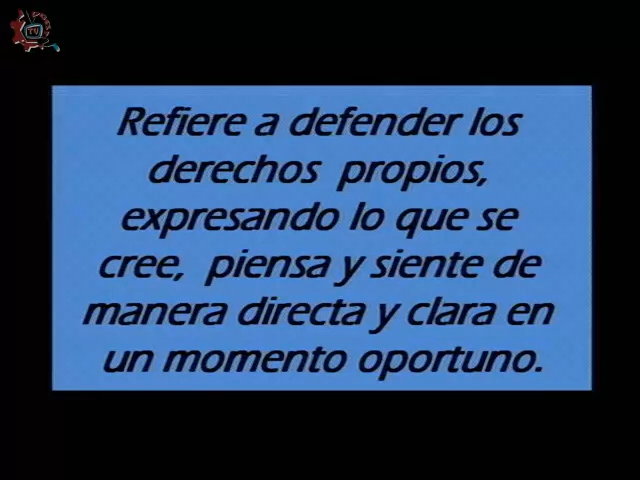 TV
Refiere a defender los
derechos propios,
expresando lo que se
cree, piensa y siente de
manera directa y clara en
un momento oportuno.